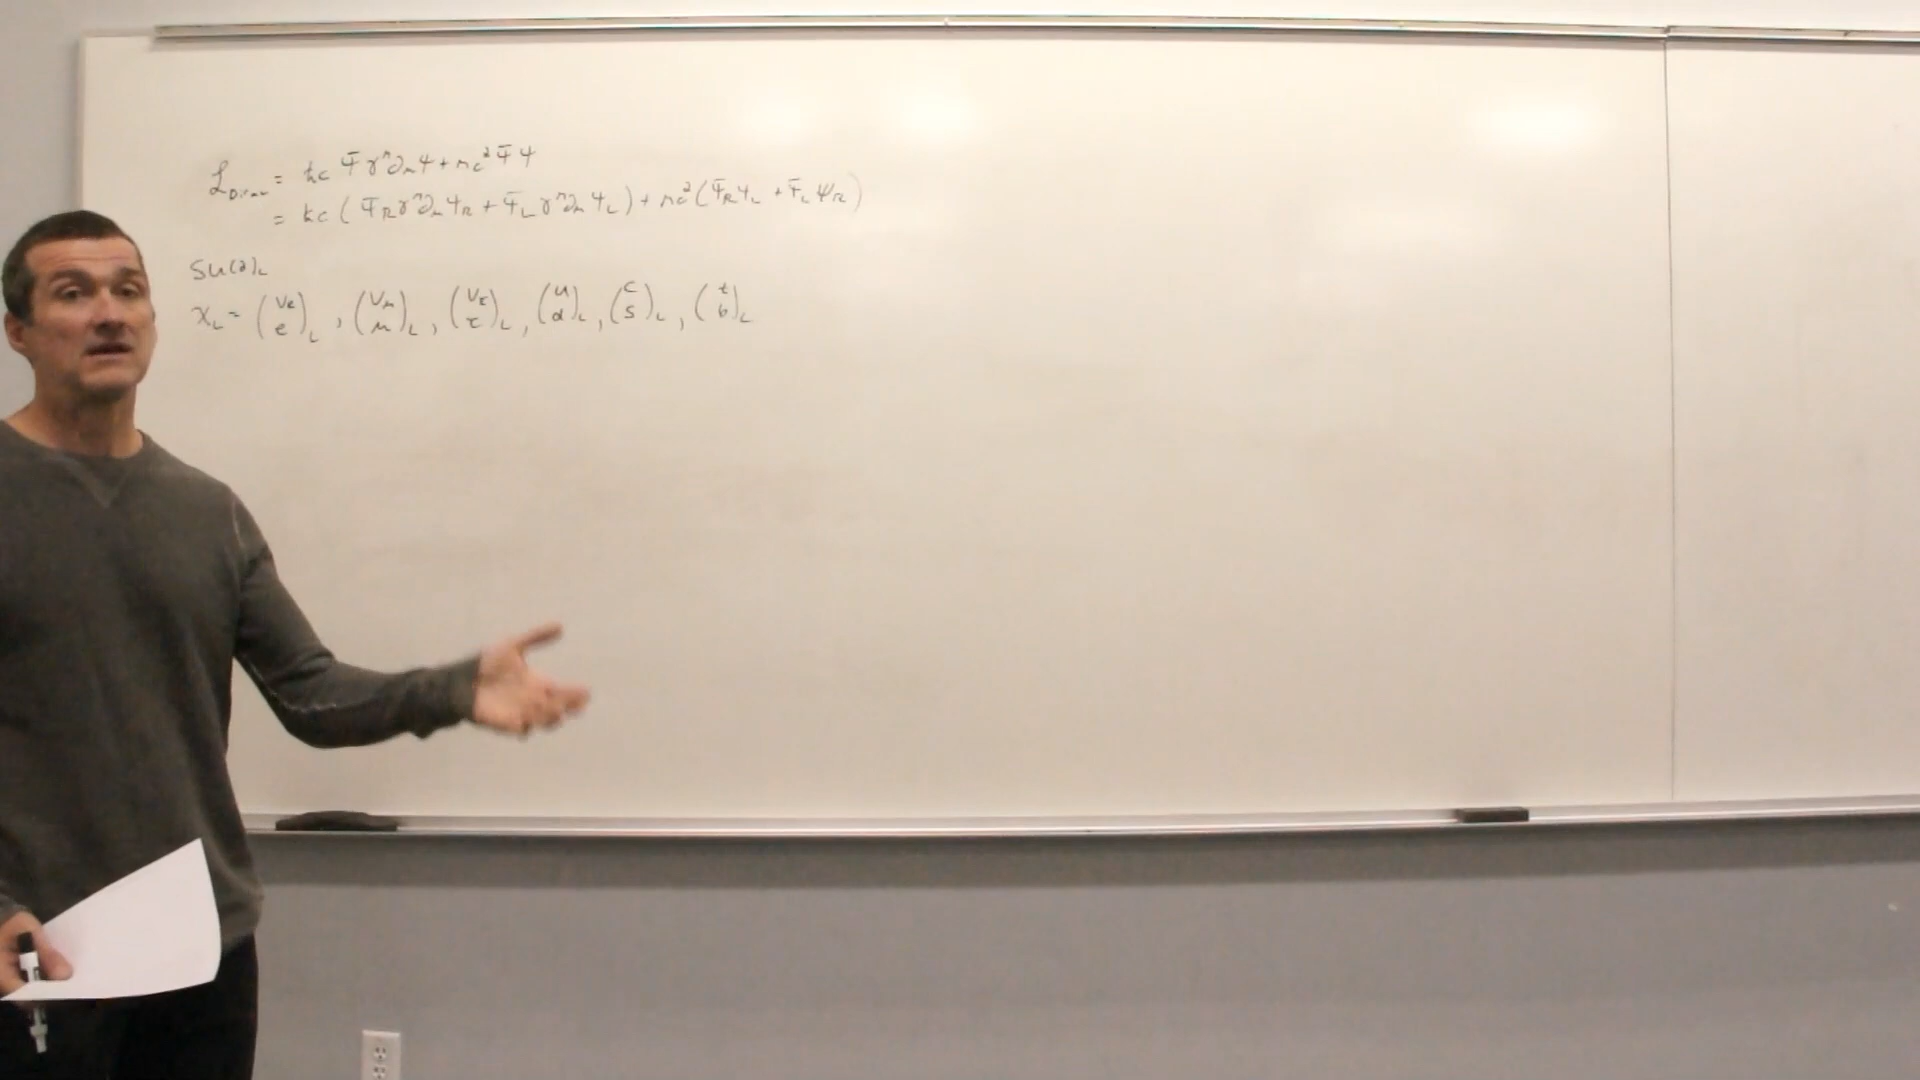 ℒ_Dirac = ħc Ψ̄ γ^μ ∂_μ Ψ + mc² Ψ̄ Ψ
= ħc ( Ψ̄_R γ^μ ∂_μ Ψ_R + Ψ̄_L γ^μ ∂_μ Ψ_L ) + mc² ( Ψ̄_R Ψ_L + Ψ̄_L Ψ_R )
SU(2)_L
χ_L = (ν_e e)_L , (ν_μ μ)_L , (ν_τ τ)_L , (u d)_L , (c s)_L , (t b)_L